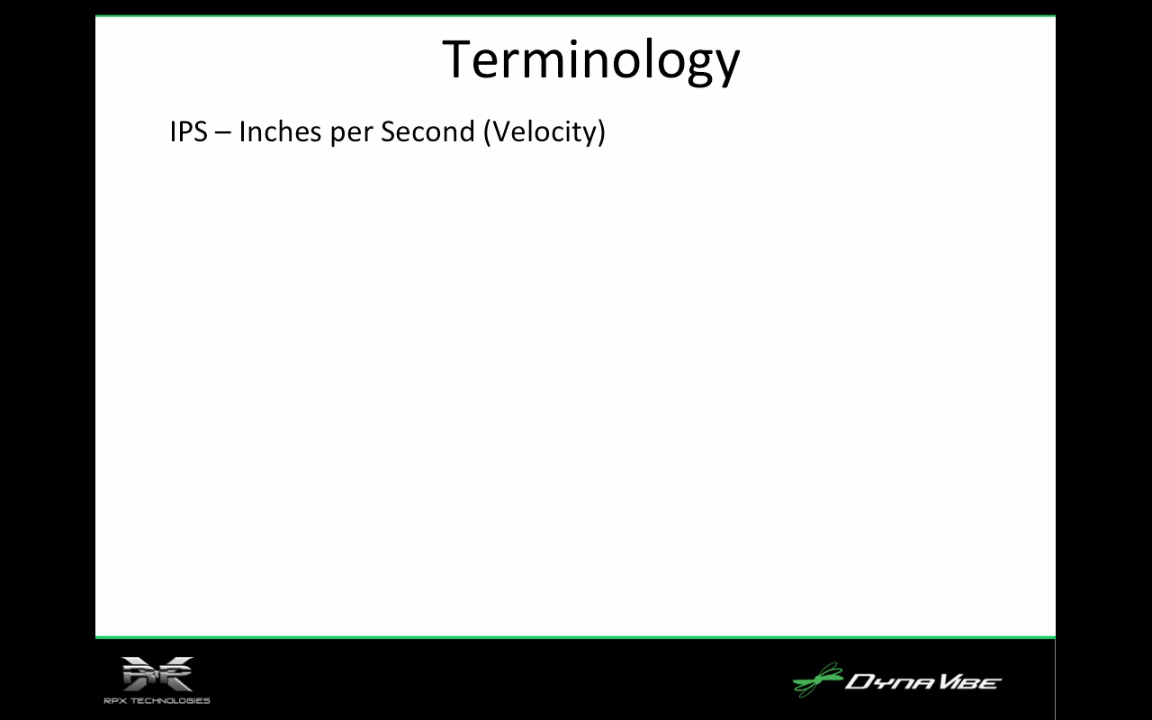 Terminology
IPS – Inches per Second (Velocity)
RPX TECHNOLOGIES
DYNAVIBE